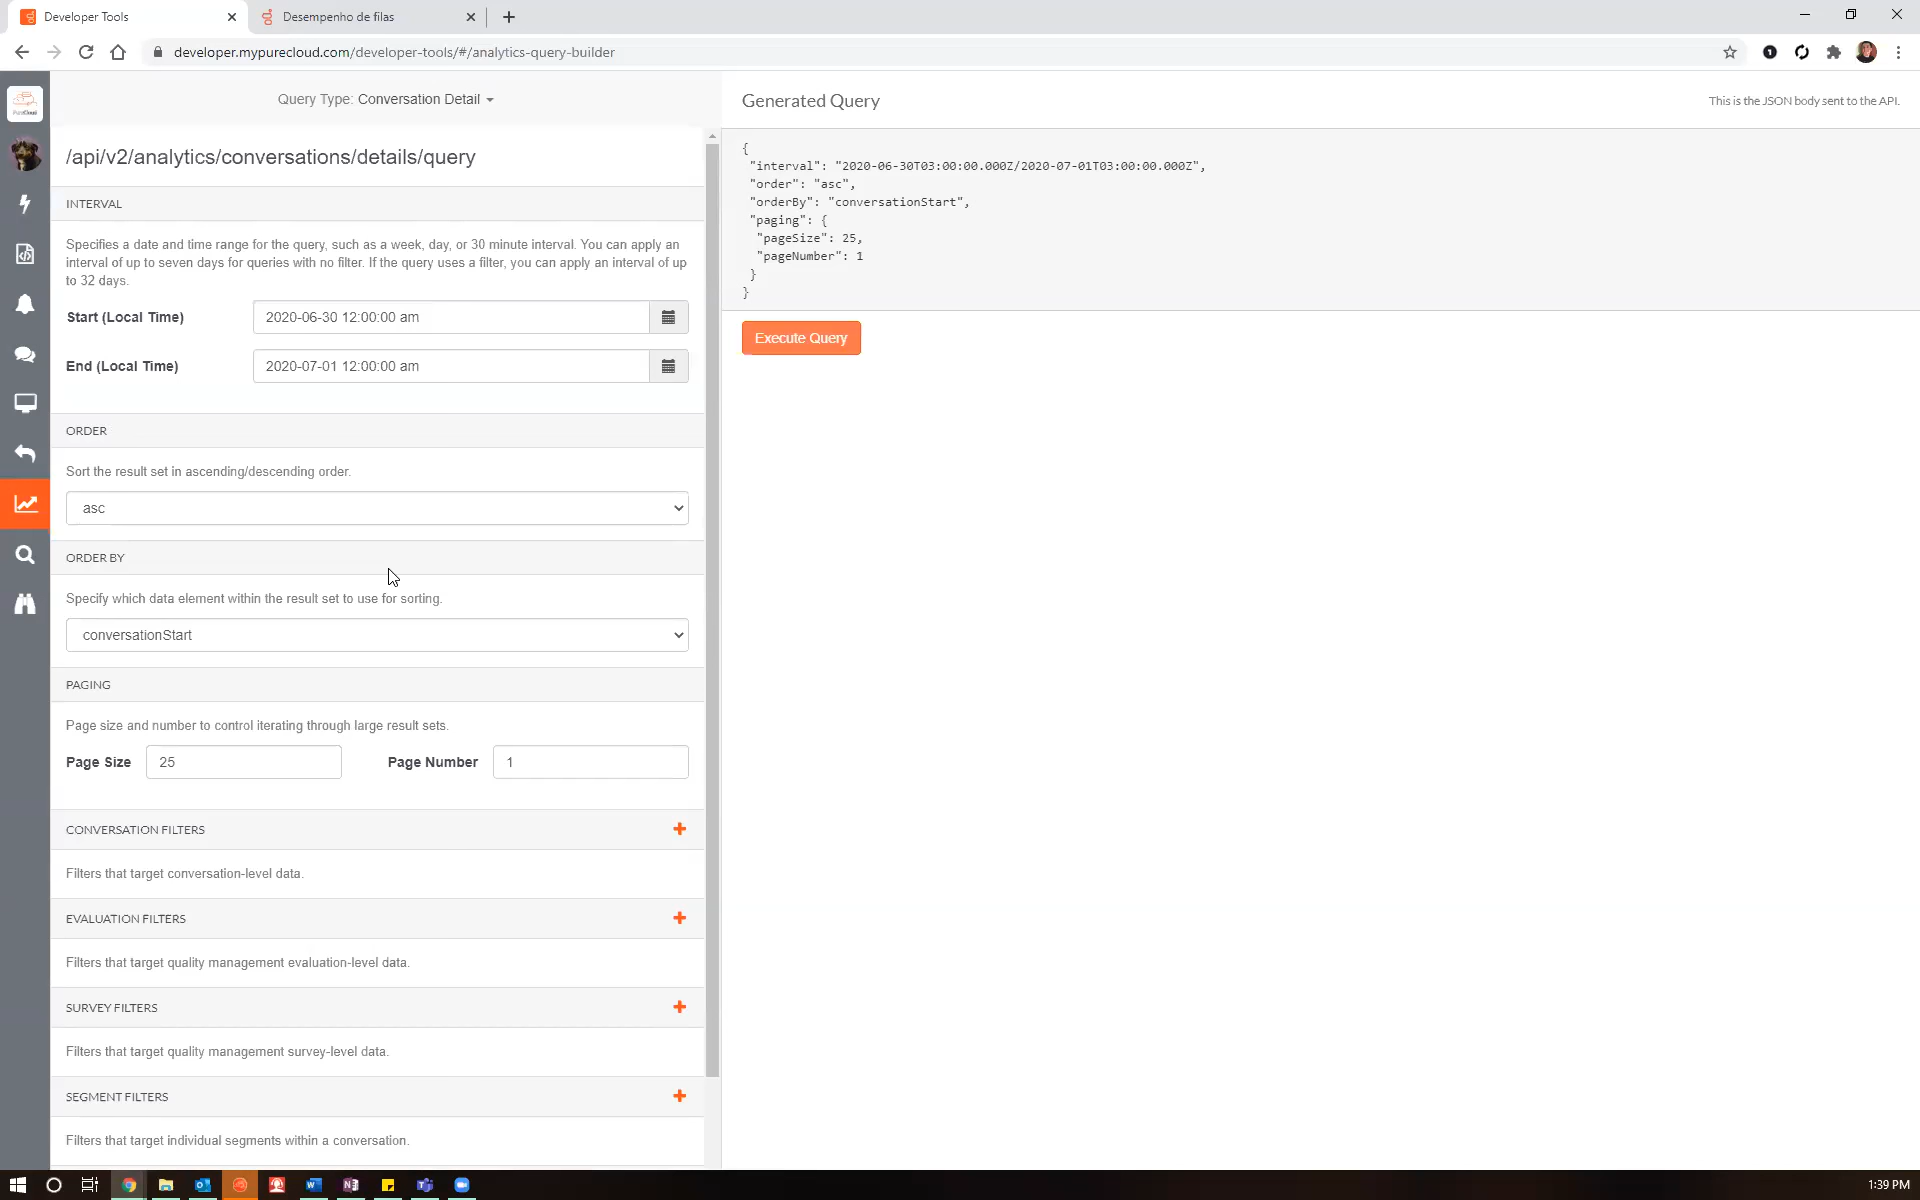 Developer Tools
Desempenho de filas
developer.mypurecloud.com/developer-tools/#/analytics-query-builder
Query Type: Conversation Detail
/api/v2/analytics/conversations/details/query
INTERVAL
Specifies a date and time range for the query, such as a week, day, or 30 minute interval. You can apply an
interval of up to seven days for queries with no filter. If the query uses a filter, you can apply an interval of up
to 32 days.
Start (Local Time)
2020-06-30 12:00:00 am
End (Local Time)
2020-07-01 12:00:00 am
ORDER
Sort the result set in ascending/descending order.
asc
ORDER BY
Specify which data element within the result set to use for sorting.
conversationStart
PAGING
Page size and number to control iterating through large result sets.
Page Size
25
Page Number
1
CONVERSATION FILTERS
Filters that target conversation-level data.
EVALUATION FILTERS
Filters that target quality management evaluation-level data.
SURVEY FILTERS
Filters that target quality management survey-level data.
SEGMENT FILTERS
Filters that target individual segments within a conversation.
Generated Query
This is the JSON body sent to the API.
{
"interval": "2020-06-30T03:00:00.000Z/2020-07-01T03:00:00.000Z",
"order": "asc",
"orderBy": "conversationStart",
"paging": {
"pageSize": 25,
"pageNumber": 1
}
}
Execute Query
1:39 PM